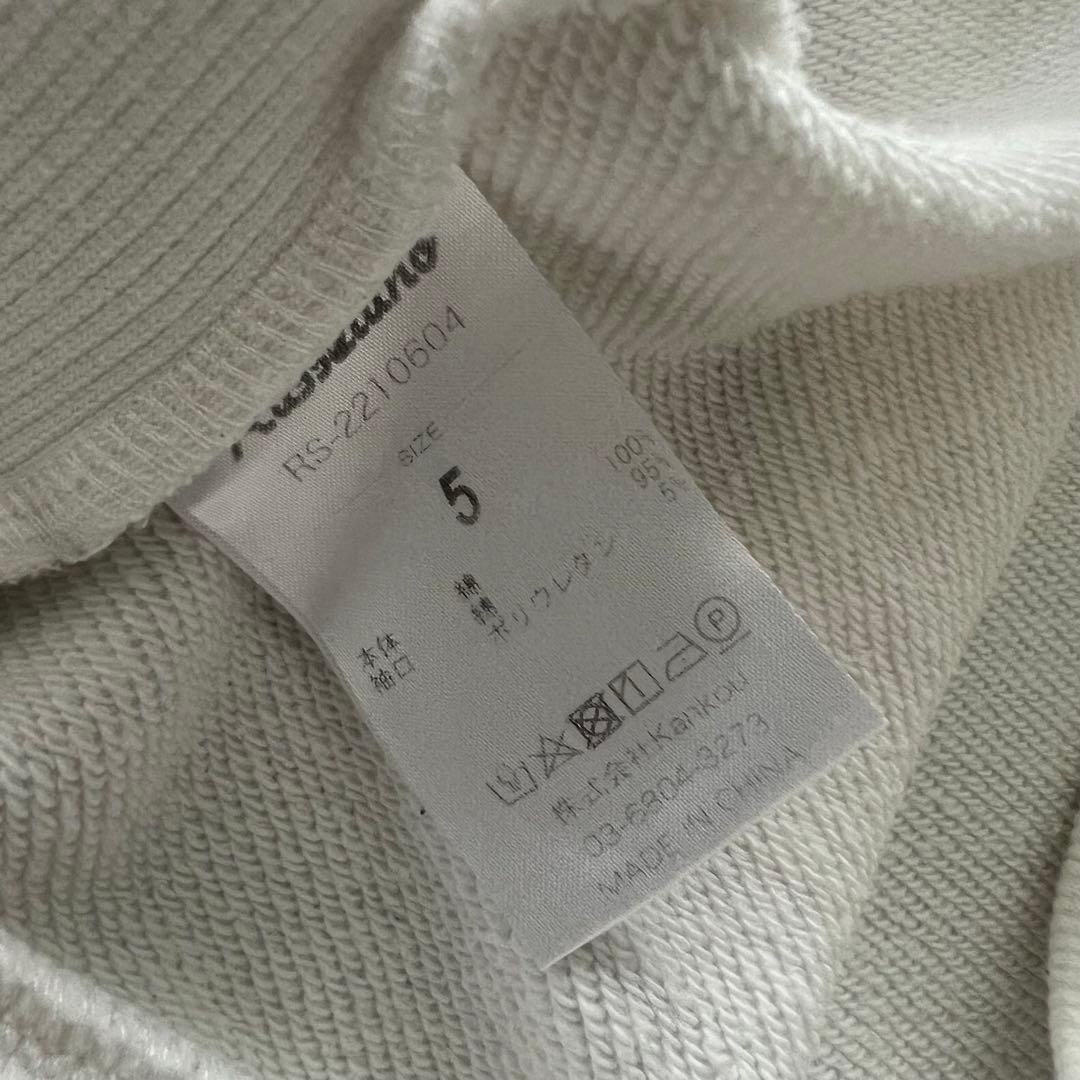 RS-2210604
SIZE
5
本体 綿 100%
袖口 綿 95%
ポリウレタン 5%
株式会社Kankou
03-6804-3273
MADE IN CHINA